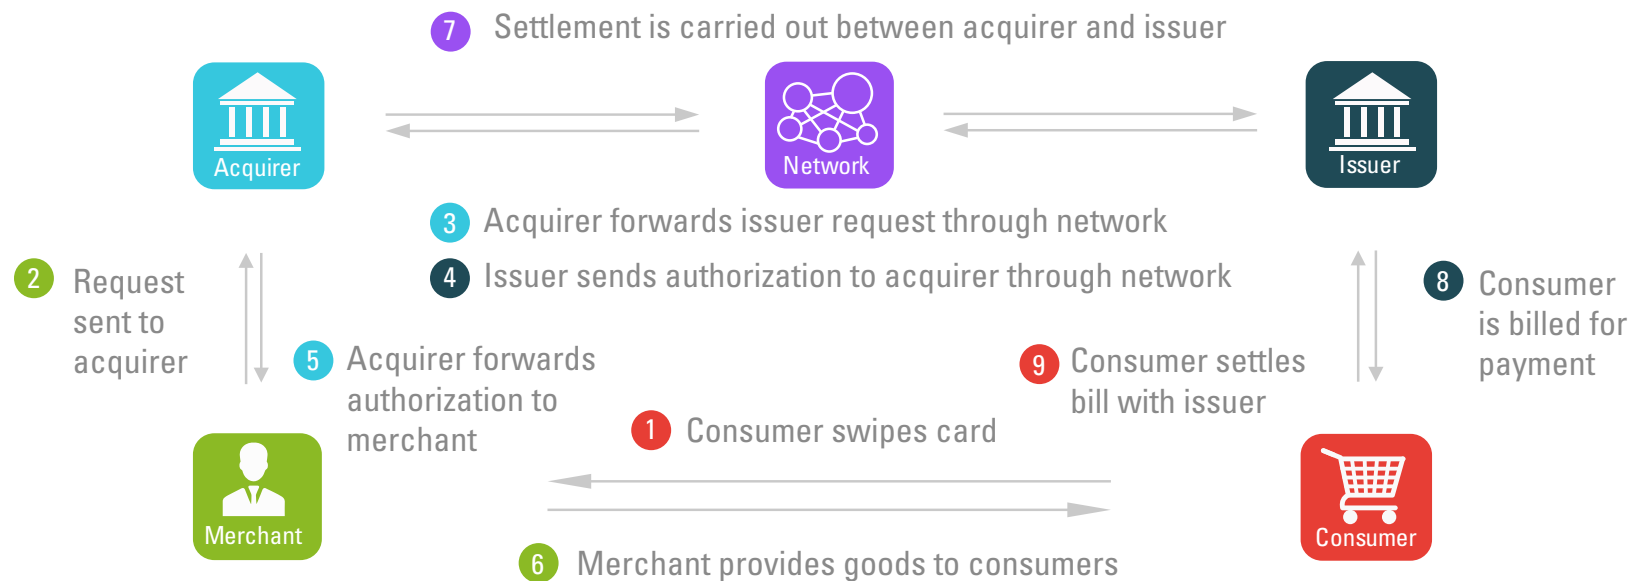 7 Settlement is carried out between acquirer and issuer
Acquirer
Network
Issuer
3 Acquirer forwards issuer request through network
4 Issuer sends authorization to acquirer through network
2 Request
sent to
acquirer
8 Consumer
is billed for
payment
5 Acquirer forwards
authorization to
merchant
9 Consumer settles
bill with issuer
1 Consumer swipes card
Merchant
Consumer
6 Merchant provides goods to consumers